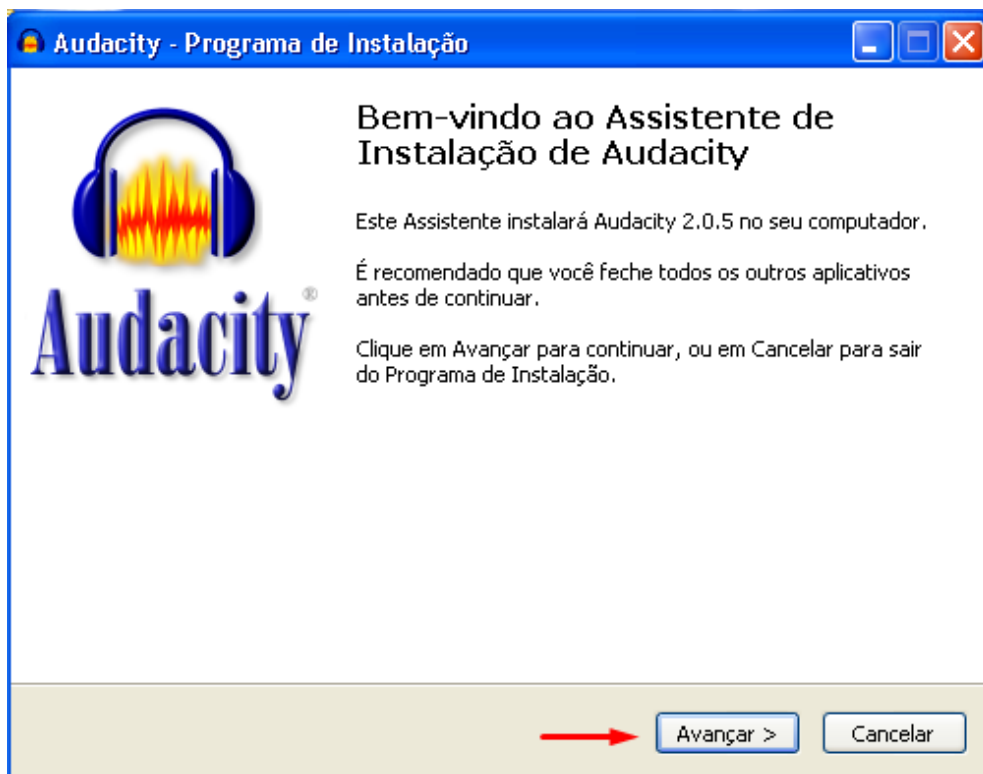 Audacity - Programa de Instalação
Bem-vindo ao Assistente de
Instalação de Audacity
Este Assistente instalará Audacity 2.0.5 no seu computador.
É recomendado que você feche todos os outros aplicativos
antes de continuar.
Clique em Avançar para continuar, ou em Cancelar para sair
do Programa de Instalação.
Audacity®
Avançar >
Cancelar